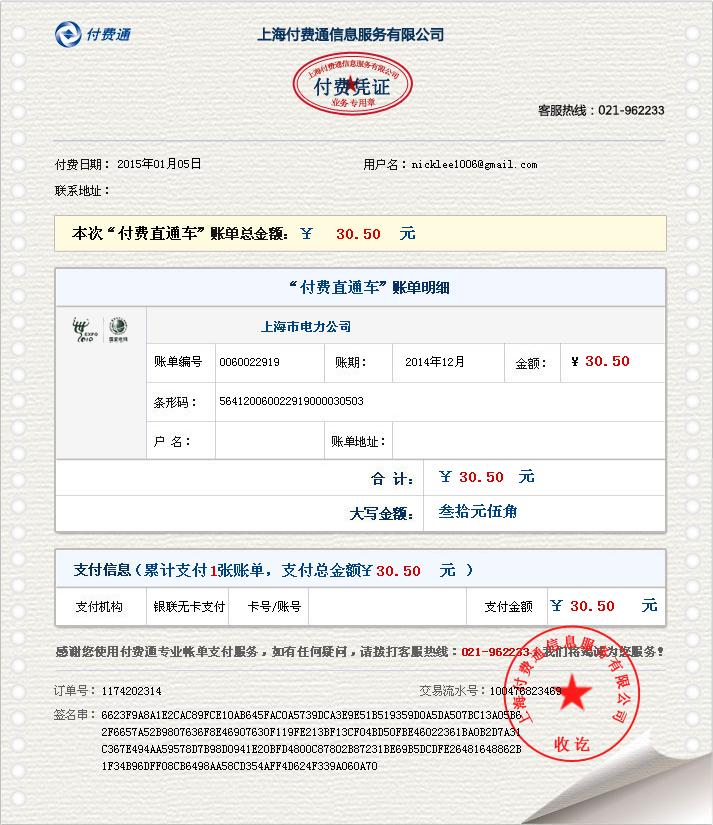 付费通
上海付费通信息服务有限公司
上海付费通信息服务有限公司
付费凭证
业务专用章
客服热线：021-962233
付费日期： 2015年01月05日
用户名：nicklee1006@gmail.com
联系地址：
本次“付费直通车”账单总金额: ￥ 30.50 元
“付费直通车”账单明细
EXPO
2010
国家电网
上海市电力公司
账单编号 0060022919 账期： 2014年12月 金额： ￥ 30.50
条形码： 564120060022919000030503
户 名： 账单地址：
合 计： ￥ 30.50 元
大写金额： 叁拾元伍角
支付信息(累计支付1张账单，支付总金额￥30.50 元 )
支付机构 银联无卡支付 卡号/账号 支付金额 ￥ 30.50 元
感谢您使用付费通专业帐单支付服务，如有任何疑问，请拨打客服热线：021-962233，我们将竭诚为您服务！
订单号：1174202314
交易流水号：100476823469
签名串：6623F9A8A1E2CAC89FCE10AB645FAC0A5739DCA3E9E51B519359D0A5DA507BC13A05B6
2F6657A52B9807636F8E46907630F119FE213BF13CF04BD50FBE46022361BA0B2D7A31
C367E494AA59578D7B98D0941E20BFD4800C87802B87231BE69B5DCDFE26481648862B
1F34B96DFF08CB6498AA58CD354AFF4D624F339A060A70
上海付费通信息服务有限公司
收讫